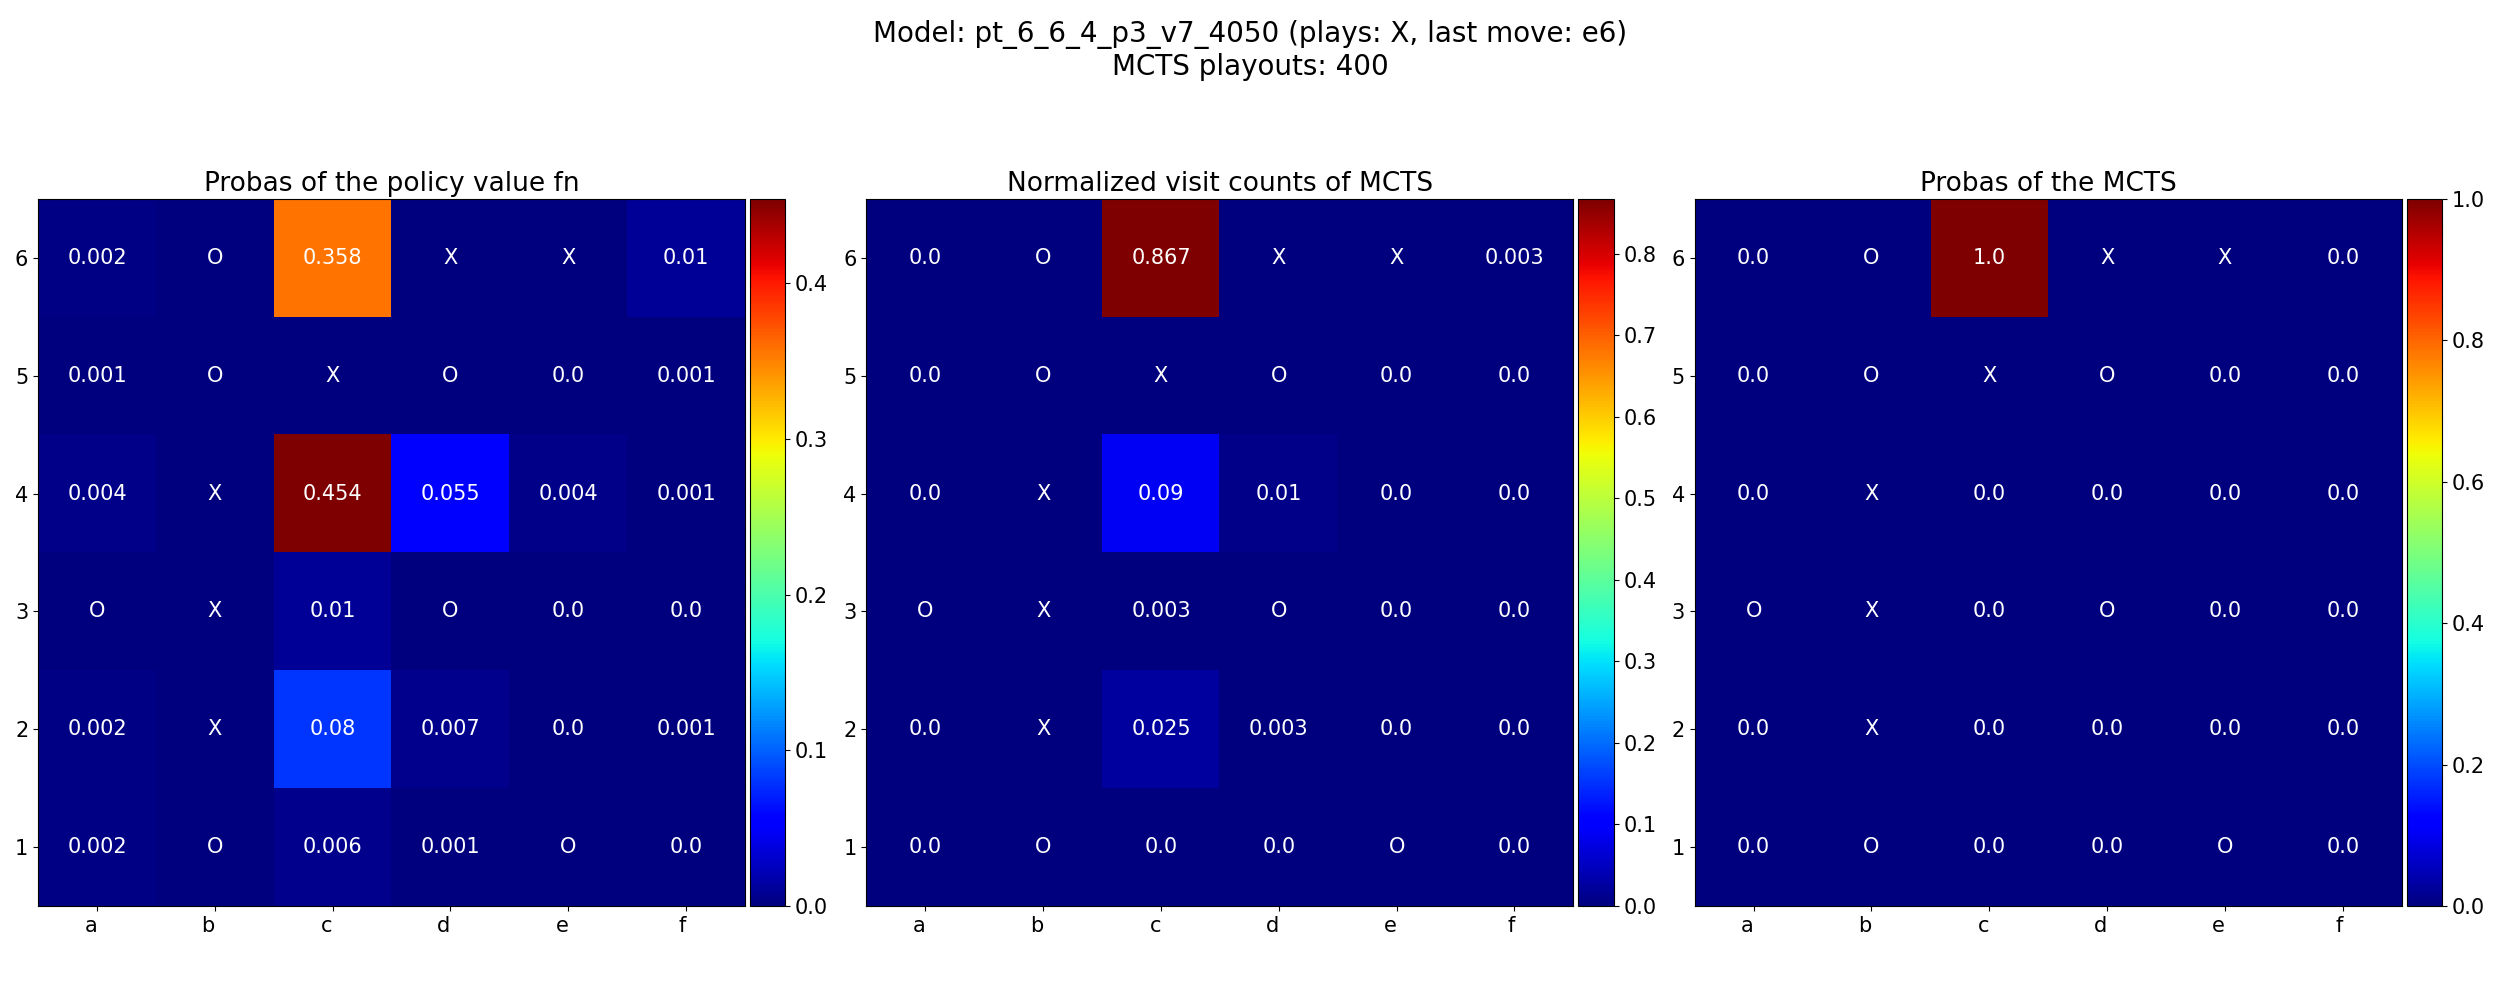 Model: pt_6_6_4_p3_v7_4050 (plays: X, last move: e6)
MCTS playouts: 400
Probas of the policy value fn
6 0.002 O 0.358 X X 0.01
5 0.001 O X O 0.0 0.001
4 0.004 X 0.454 0.055 0.004 0.001
3 O X 0.01 O 0.0 0.0
2 0.002 X 0.08 0.007 0.0 0.001
1 0.002 O 0.006 0.001 O 0.0
a b c d e f
0.4
0.3
0.2
0.1
0.0
Normalized visit counts of MCTS
6 0.0 O 0.867 X X 0.003
5 0.0 O X O 0.0 0.0
4 0.0 X 0.09 0.01 0.0 0.0
3 O X 0.003 O 0.0 0.0
2 0.0 X 0.025 0.003 0.0 0.0
1 0.0 O 0.0 0.0 O 0.0
a b c d e f
0.8
0.7
0.6
0.5
0.4
0.3
0.2
0.1
0.0
Probas of the MCTS
6 0.0 O 1.0 X X 0.0
5 0.0 O X O 0.0 0.0
4 0.0 X 0.0 0.0 0.0 0.0
3 O X 0.0 O 0.0 0.0
2 0.0 X 0.0 0.0 0.0 0.0
1 0.0 O 0.0 0.0 O 0.0
a b c d e f
1.0
0.8
0.6
0.4
0.2
0.0